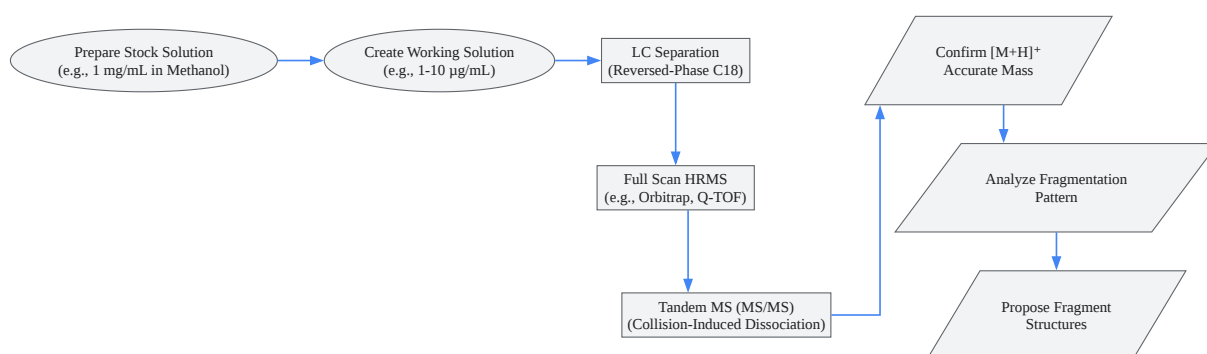 Prepare Stock Solution
(e.g., 1 mg/mL in Methanol)
Create Working Solution
(e.g., 1-10 µg/mL)
LC Separation
(Reversed-Phase C18)
Full Scan HRMS
(e.g., Orbitrap, Q-TOF)
Tandem MS (MS/MS)
(Collision-Induced Dissociation)
Confirm [M+H]⁺
Accurate Mass
Analyze Fragmentation
Pattern
Propose Fragment
Structures